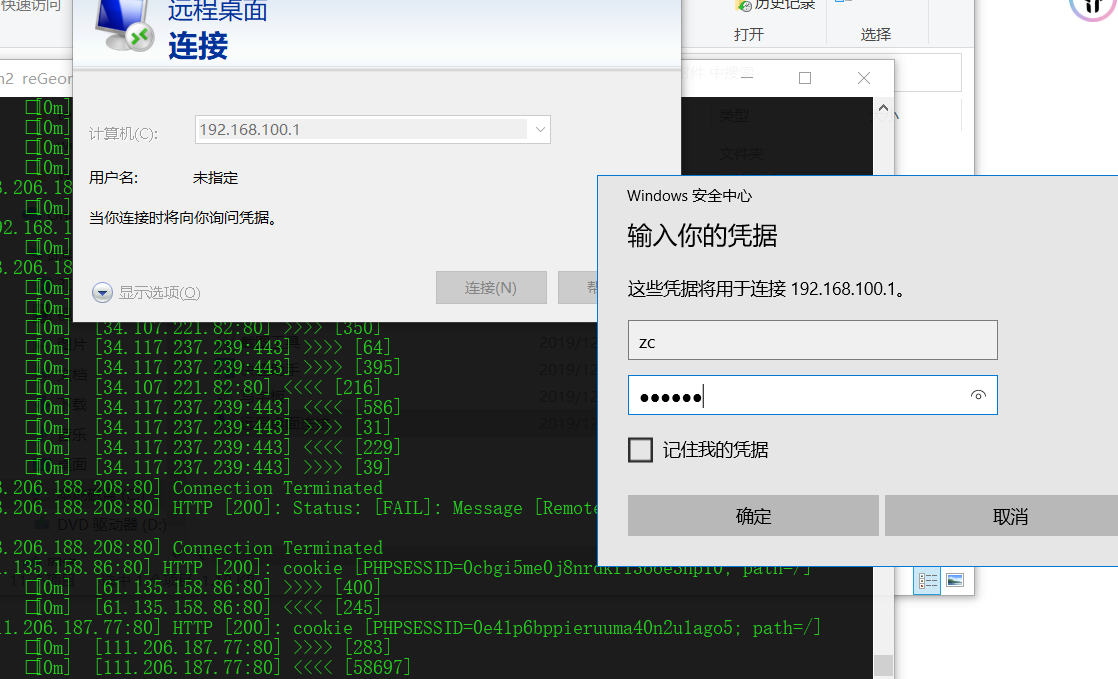 快速访问
远程桌面
连接
历史记录
打开
选择
n2 reGeor
计算机(C):
192.168.100.1
类型
文件夹
用户名:
未指定
当你连接时将向你询问凭据。
显示选项(O)
连接(N)
帮
Windows 安全中心
输入你的凭据
这些凭据将用于连接 192.168.100.1。
zc
●●●●●●
记住我的凭据
确定
取消
[0m]
[0m]
[0m]
[0m]
3.206.188
[0m]
92.168.1
[0m]
3.206.188
[0m]
[0m]
[0m] [34.107.221.82:80] >>>> [350]
[0m] [34.117.237.239:443] >>>> [64]
[0m] [34.117.237.239:443] >>>> [395]
[0m] [34.107.221.82:80] <<<< [216]
[0m] [34.117.237.239:443] <<<< [586]
[0m] [34.117.237.239:443] >>>> [31]
[0m] [34.117.237.239:443] <<<< [229]
[0m] [34.117.237.239:443] >>>> [39]
3.206.188.208:80] Connection Terminated
3.206.188.208:80] HTTP [200]: Status: [FAIL]: Message [Remote
DVD 驱动器 (D:)
3.206.188.208:80] Connection Terminated
1.135.158.86:80] HTTP [200]: cookie [PHPSESSID=0cbgi5me0j8nrdkf1366e3hpf0; path=/]
[0m] [61.135.158.86:80] >>>> [400]
[0m] [61.135.158.86:80] <<<< [245]
11.206.187.77:80] HTTP [200]: cookie [PHPSESSID=0e41p6bppieruuma40n2ulago5; path=/]
[0m] [111.206.187.77:80] >>>> [283]
[0m] [111.206.187.77:80] <<<< [58697]